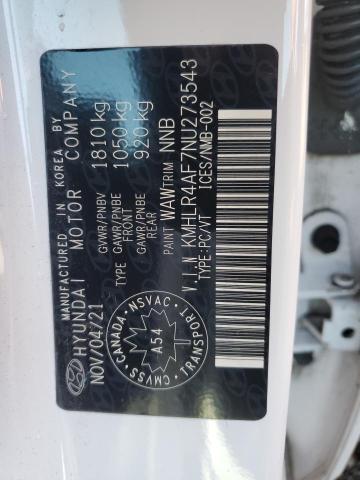 MANUFACTURED IN KOREA BY
HYUNDAI MOTOR COMPANY
NOV/04/21
GVWR/PNBV 1810 kg
TYPE GAWR/PNBE FRONT 1050 kg
GAWR/PNBE REAR 920 kg
PAINT WAW TRIM NNB
V.I.N KMHLR4AF7NU273543
TYPE:PC/VT ICES/NMB-002
CANADA NSVAC
A54
CMVSS TRANSPORT